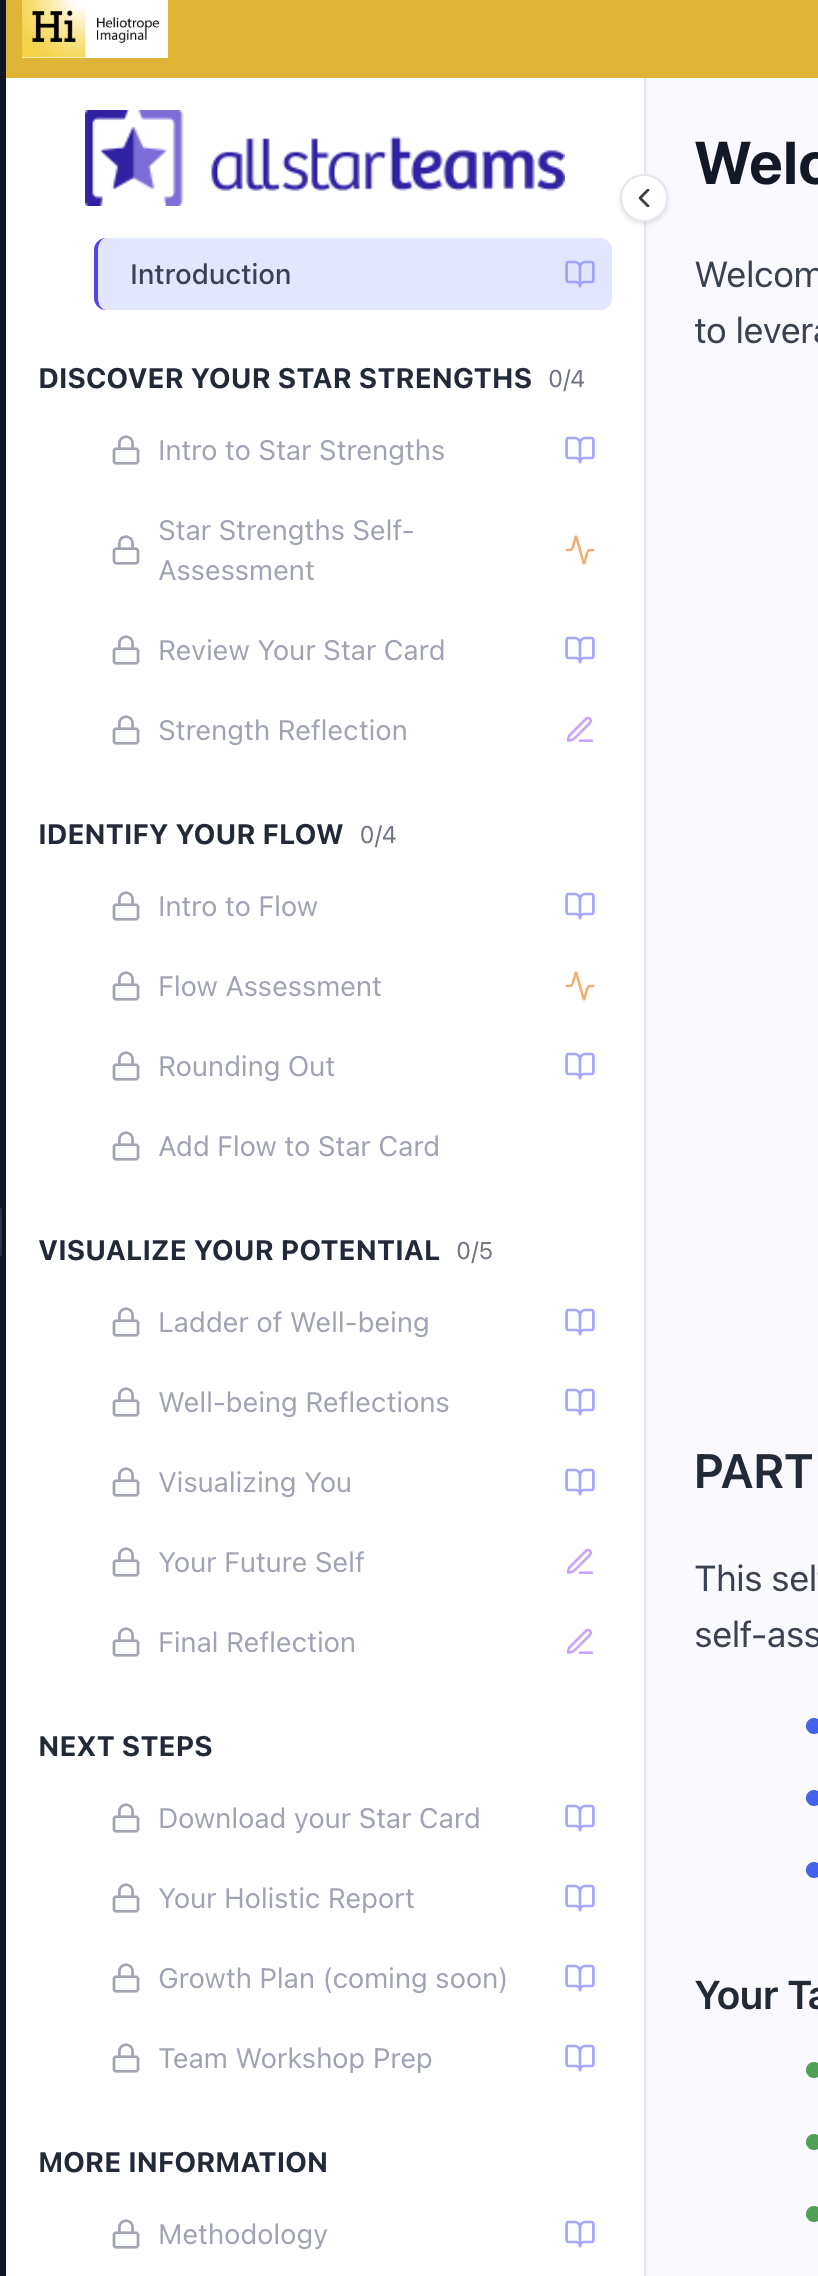 Hi
Heliotrope
Imaginal
allstarteams
Introduction
DISCOVER YOUR STAR STRENGTHS 0/4
Intro to Star Strengths
Star Strengths Self-
Assessment
Review Your Star Card
Strength Reflection
IDENTIFY YOUR FLOW 0/4
Intro to Flow
Flow Assessment
Rounding Out
Add Flow to Star Card
VISUALIZE YOUR POTENTIAL 0/5
Ladder of Well-being
Well-being Reflections
Visualizing You
Your Future Self
Final Reflection
NEXT STEPS
Download your Star Card
Your Holistic Report
Growth Plan (coming soon)
Team Workshop Prep
MORE INFORMATION
Methodology
Welc
Welcom
to lever
PART
This sel
self-ass
Your Ta